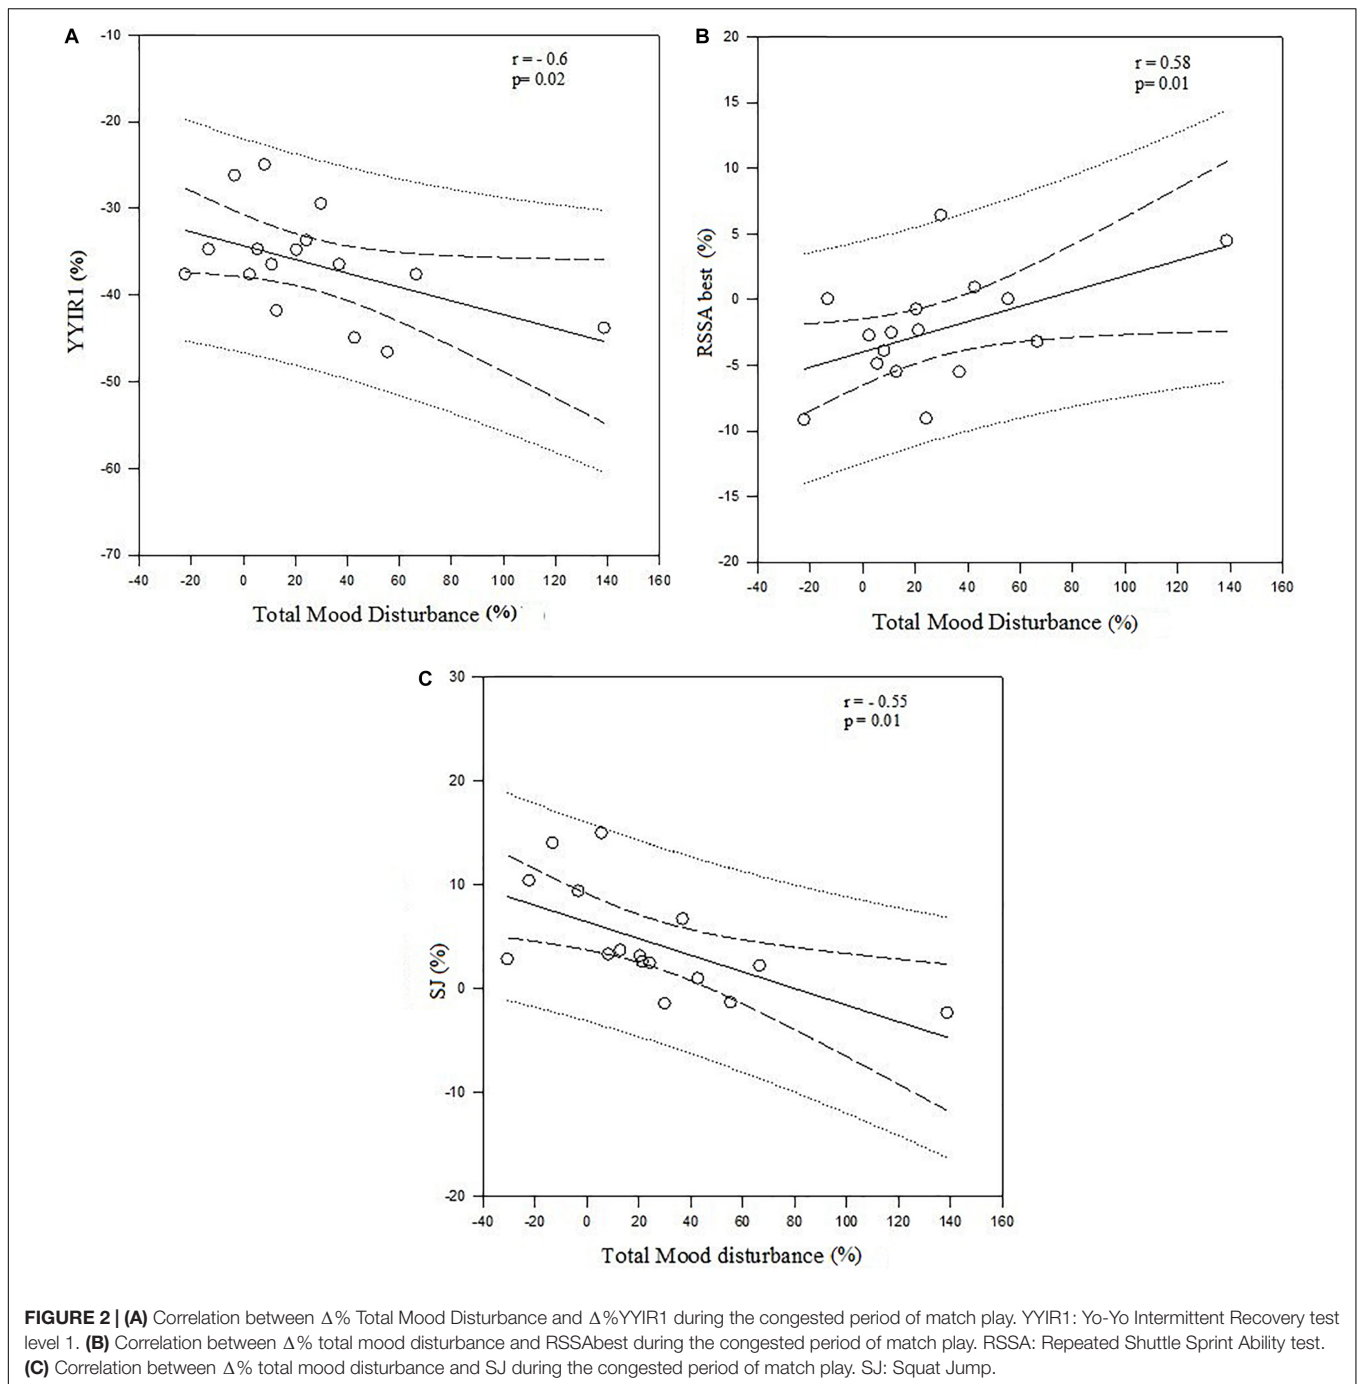 A
r = - 0.6
p= 0.02
YYIR1 (%)
-10
-20
-30
-40
-50
-60
-70
-40 -20 0 20 40 60 80 100 120 140 160
Total Mood Disturbance (%)
B
r = 0.58
p= 0.01
RSSA best (%)
20
15
10
5
0
-5
-10
-15
-20
-40 -20 0 20 40 60 80 100 120 140 160
Total Mood Disturbance (%)
C
r = - 0.55
p = 0.01
SJ (%)
30
20
10
0
-10
-20
-40 -20 0 20 40 60 80 100 120 140 160
Total Mood disturbance (%)
FIGURE 2 | (A) Correlation between Δ% Total Mood Disturbance and Δ%YYIR1 during the congested period of match play. YYIR1: Yo-Yo Intermittent Recovery test
level 1. (B) Correlation between Δ% total mood disturbance and RSSAbest during the congested period of match play. RSSA: Repeated Shuttle Sprint Ability test.
(C) Correlation between Δ% total mood disturbance and SJ during the congested period of match play. SJ: Squat Jump.